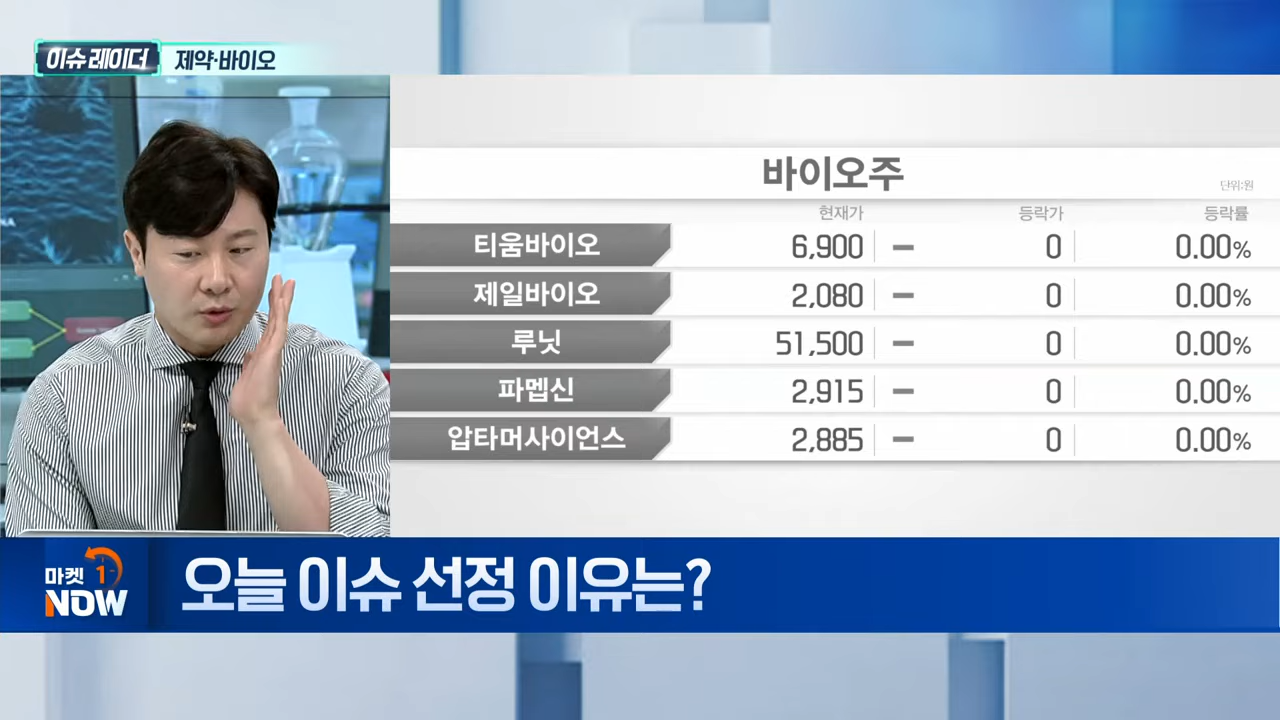 이슈 레이더 제약·바이오
바이오주
단위:원
현재가 등락가 등락률
티움바이오 6,900 0 0.00%
제일바이오 2,080 0 0.00%
루닛 51,500 0 0.00%
파멥신 2,915 0 0.00%
압타머사이언스 2,885 0 0.00%
마켓 1
NOW
오늘 이슈 선정 이유는?